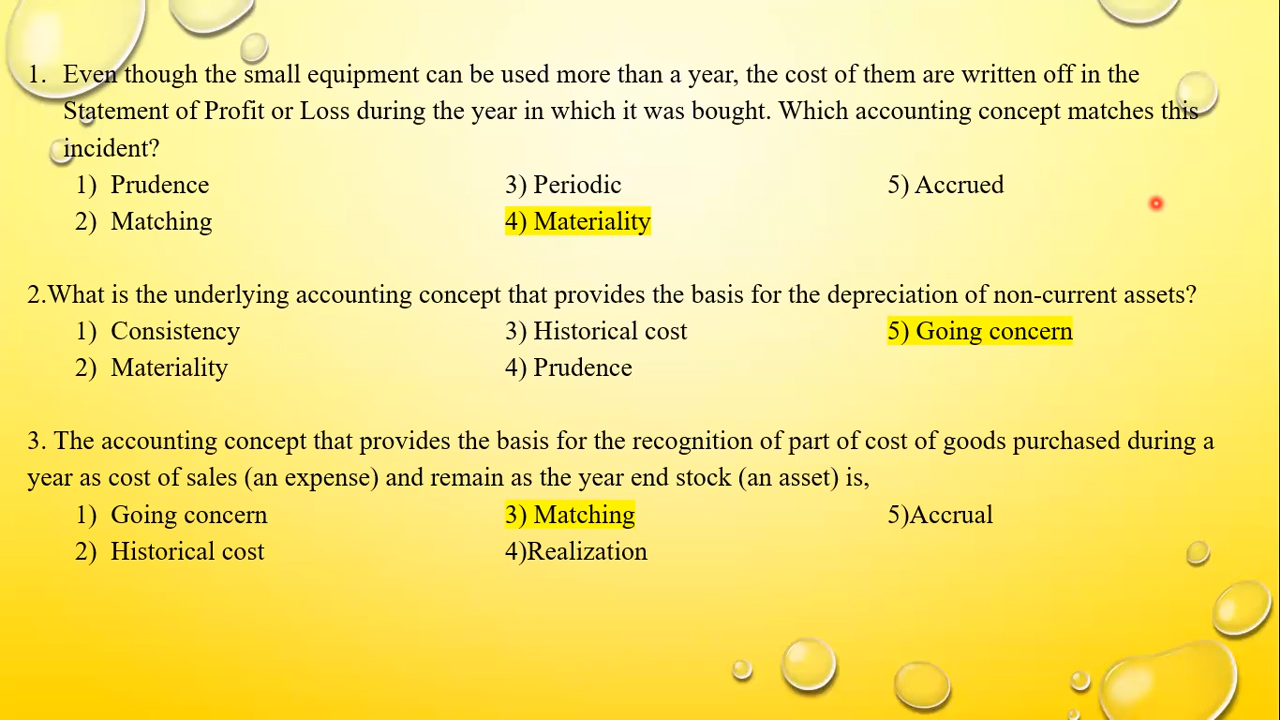 1. Even though the small equipment can be used more than a year, the cost of them are written off in the
Statement of Profit or Loss during the year in which it was bought. Which accounting concept matches this
incident?
1) Prudence 3) Periodic 5) Accrued
2) Matching 4) Materiality
2.What is the underlying accounting concept that provides the basis for the depreciation of non-current assets?
1) Consistency 3) Historical cost 5) Going concern
2) Materiality 4) Prudence
3. The accounting concept that provides the basis for the recognition of part of cost of goods purchased during a
year as cost of sales (an expense) and remain as the year end stock (an asset) is,
1) Going concern 3) Matching 5)Accrual
2) Historical cost 4)Realization